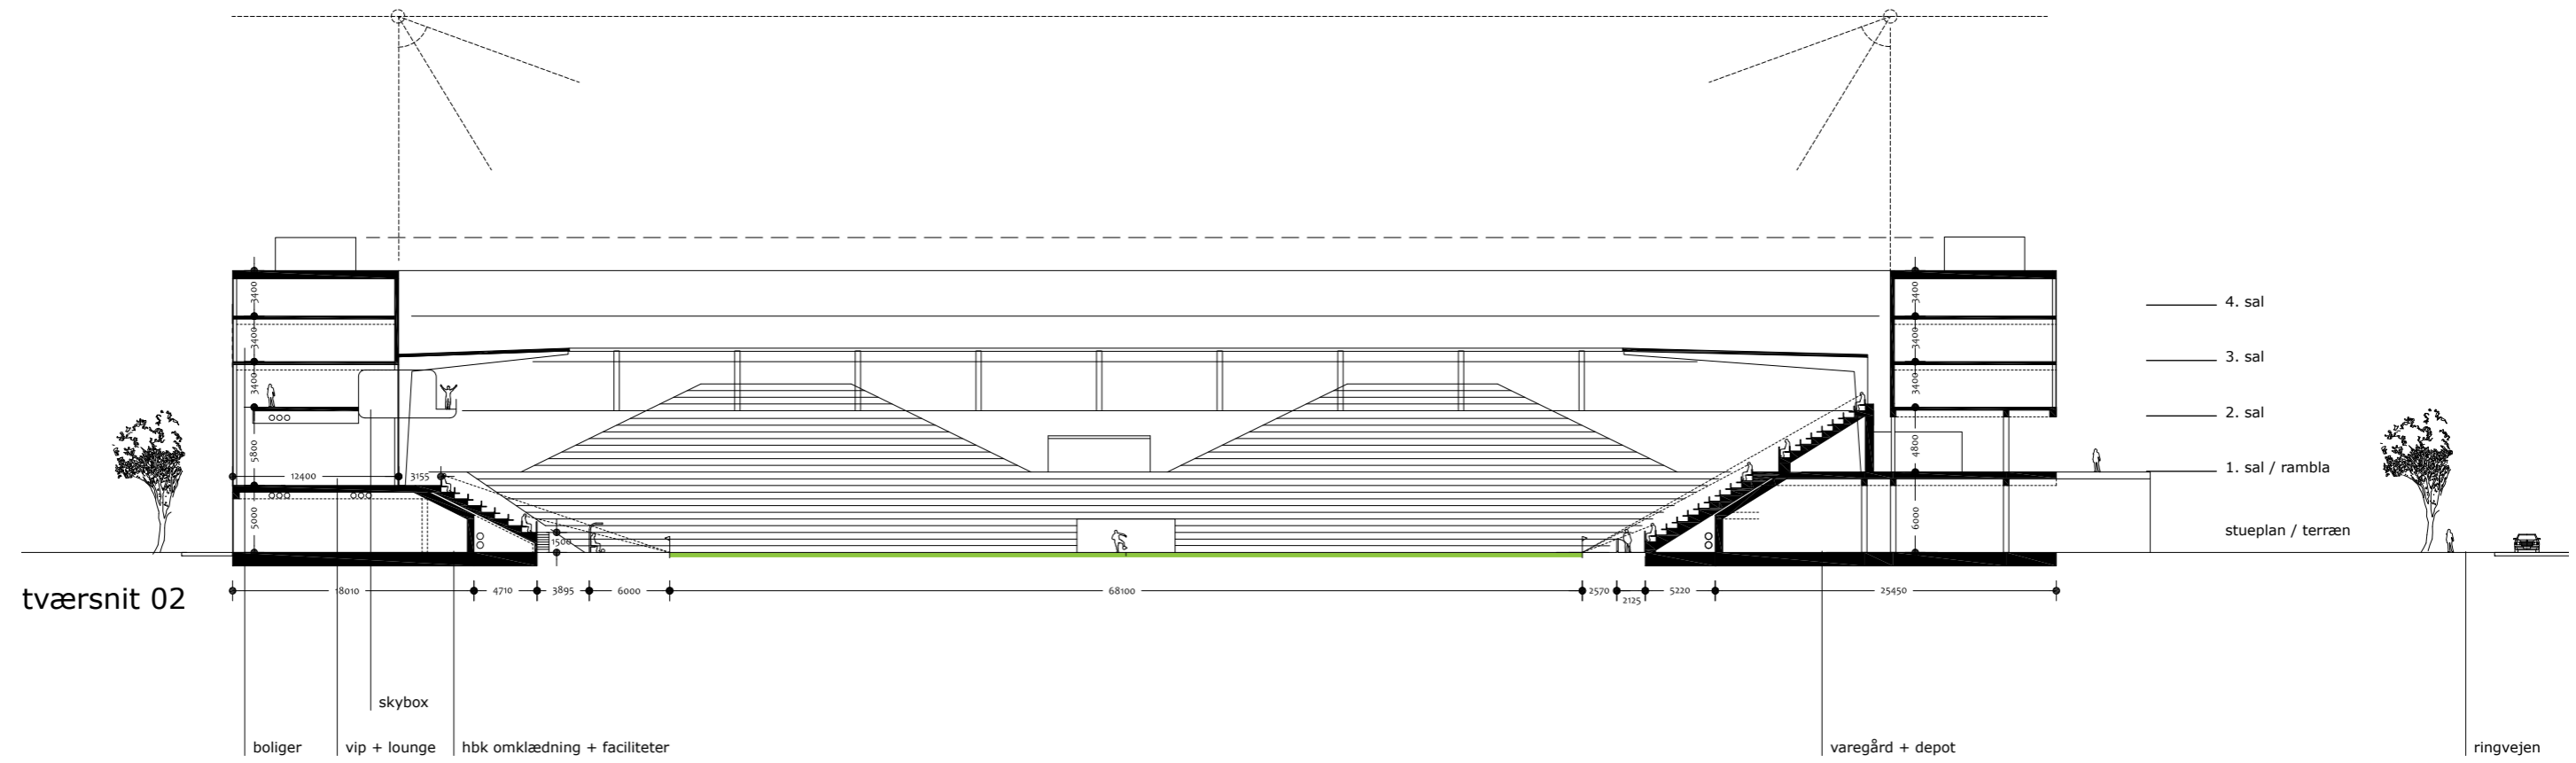 3400
3400
3400
5800
5000
12400
3155
1500
3400
3400
3400
4800
6000
4. sal
3. sal
2. sal
1. sal / rambla
stueplan / terræn
tværsnit 02
18010
4710
3895
6000
68100
2570
2125
5220
25450
skybox
boliger
vip + lounge
hbk omklædning + faciliteter
varegård + depot
ringvejen